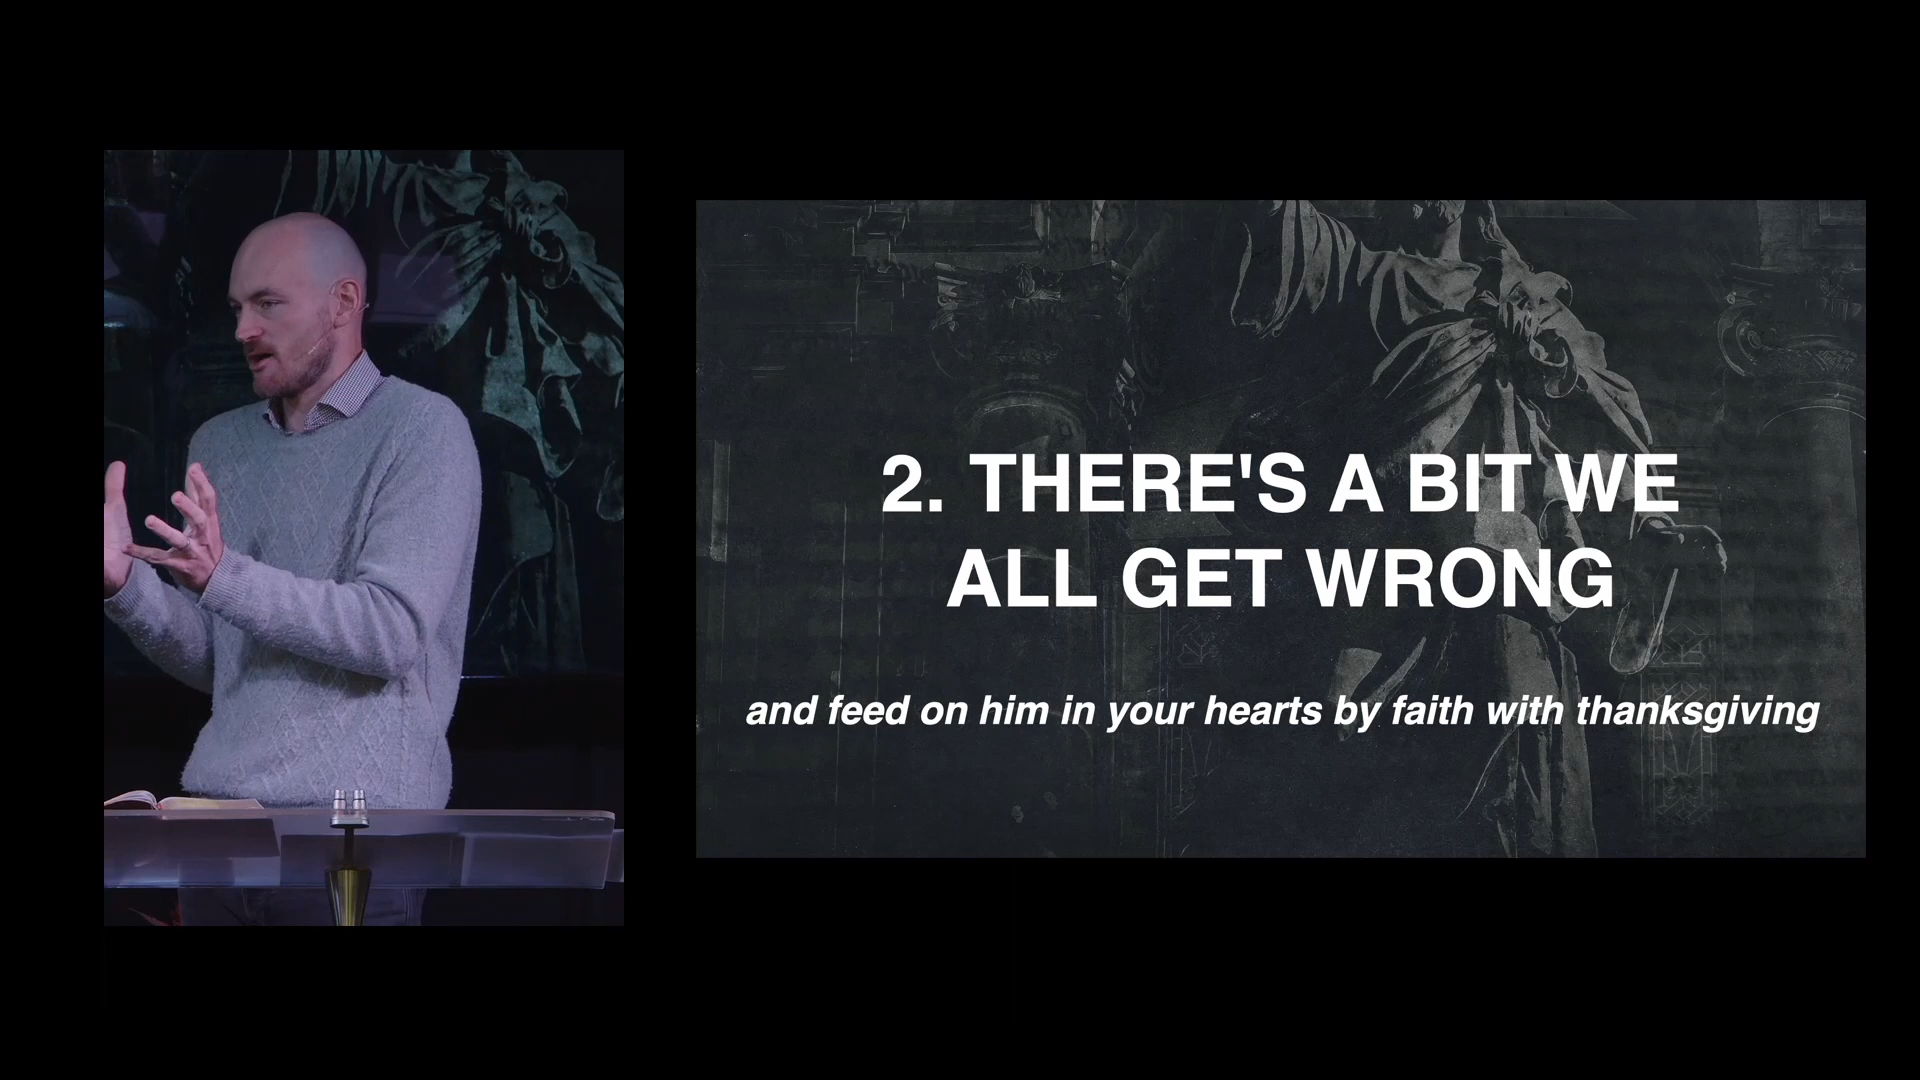 2. THERE'S A BIT WE
ALL GET WRONG
and feed on him in your hearts by faith with thanksgiving